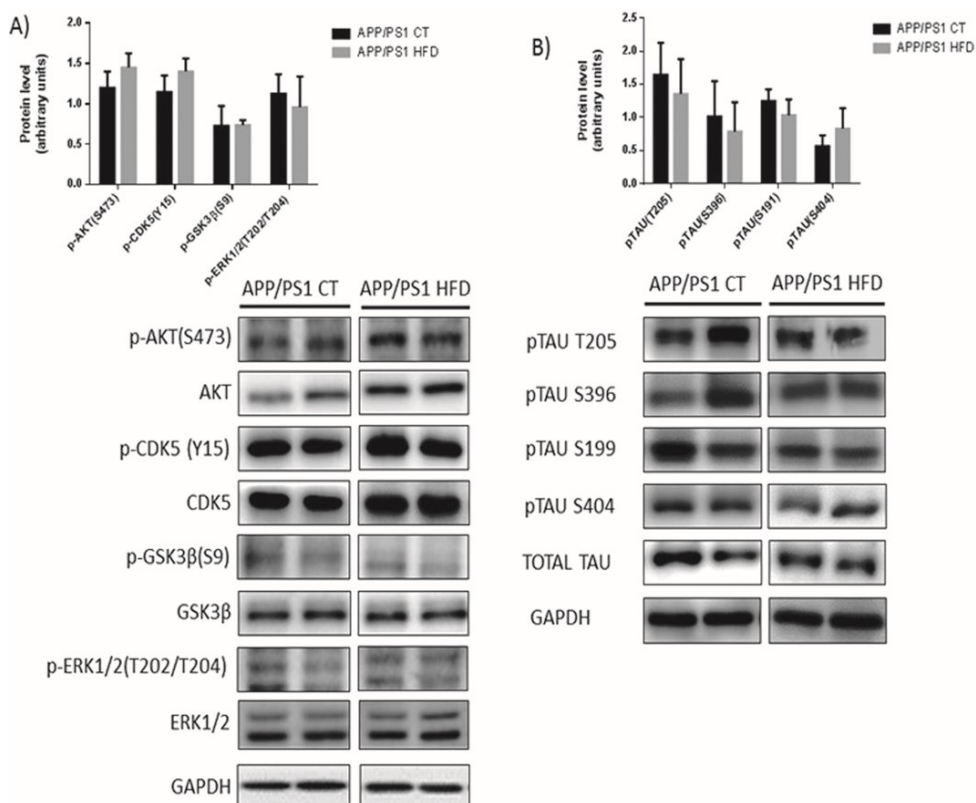 A)
2.0
1.5
1.0
0.5
0.0
Protein level
(arbitrary units)
APP/PS1 CT
APP/PS1 HFD
p-AKT(S473)
p-CDK5(Y15)
p-GSK3β(S9)
p-ERK1/2(T202/T204)
APP/PS1 CT
APP/PS1 HFD
p-AKT(S473)
AKT
p-CDK5 (Y15)
CDK5
p-GSK3β(S9)
GSK3β
p-ERK1/2(T202/T204)
ERK1/2
GAPDH
B)
2.5
2.0
1.5
1.0
0.5
0.0
Protein level
(arbitrary units)
APP/PS1 CT
APP/PS1 HFD
pTAU(T205)
pTAU(S396)
pTAU(S191)
pTAU(S404)
APP/PS1 CT
APP/PS1 HFD
pTAU T205
pTAU S396
pTAU S199
pTAU S404
TOTAL TAU
GAPDH